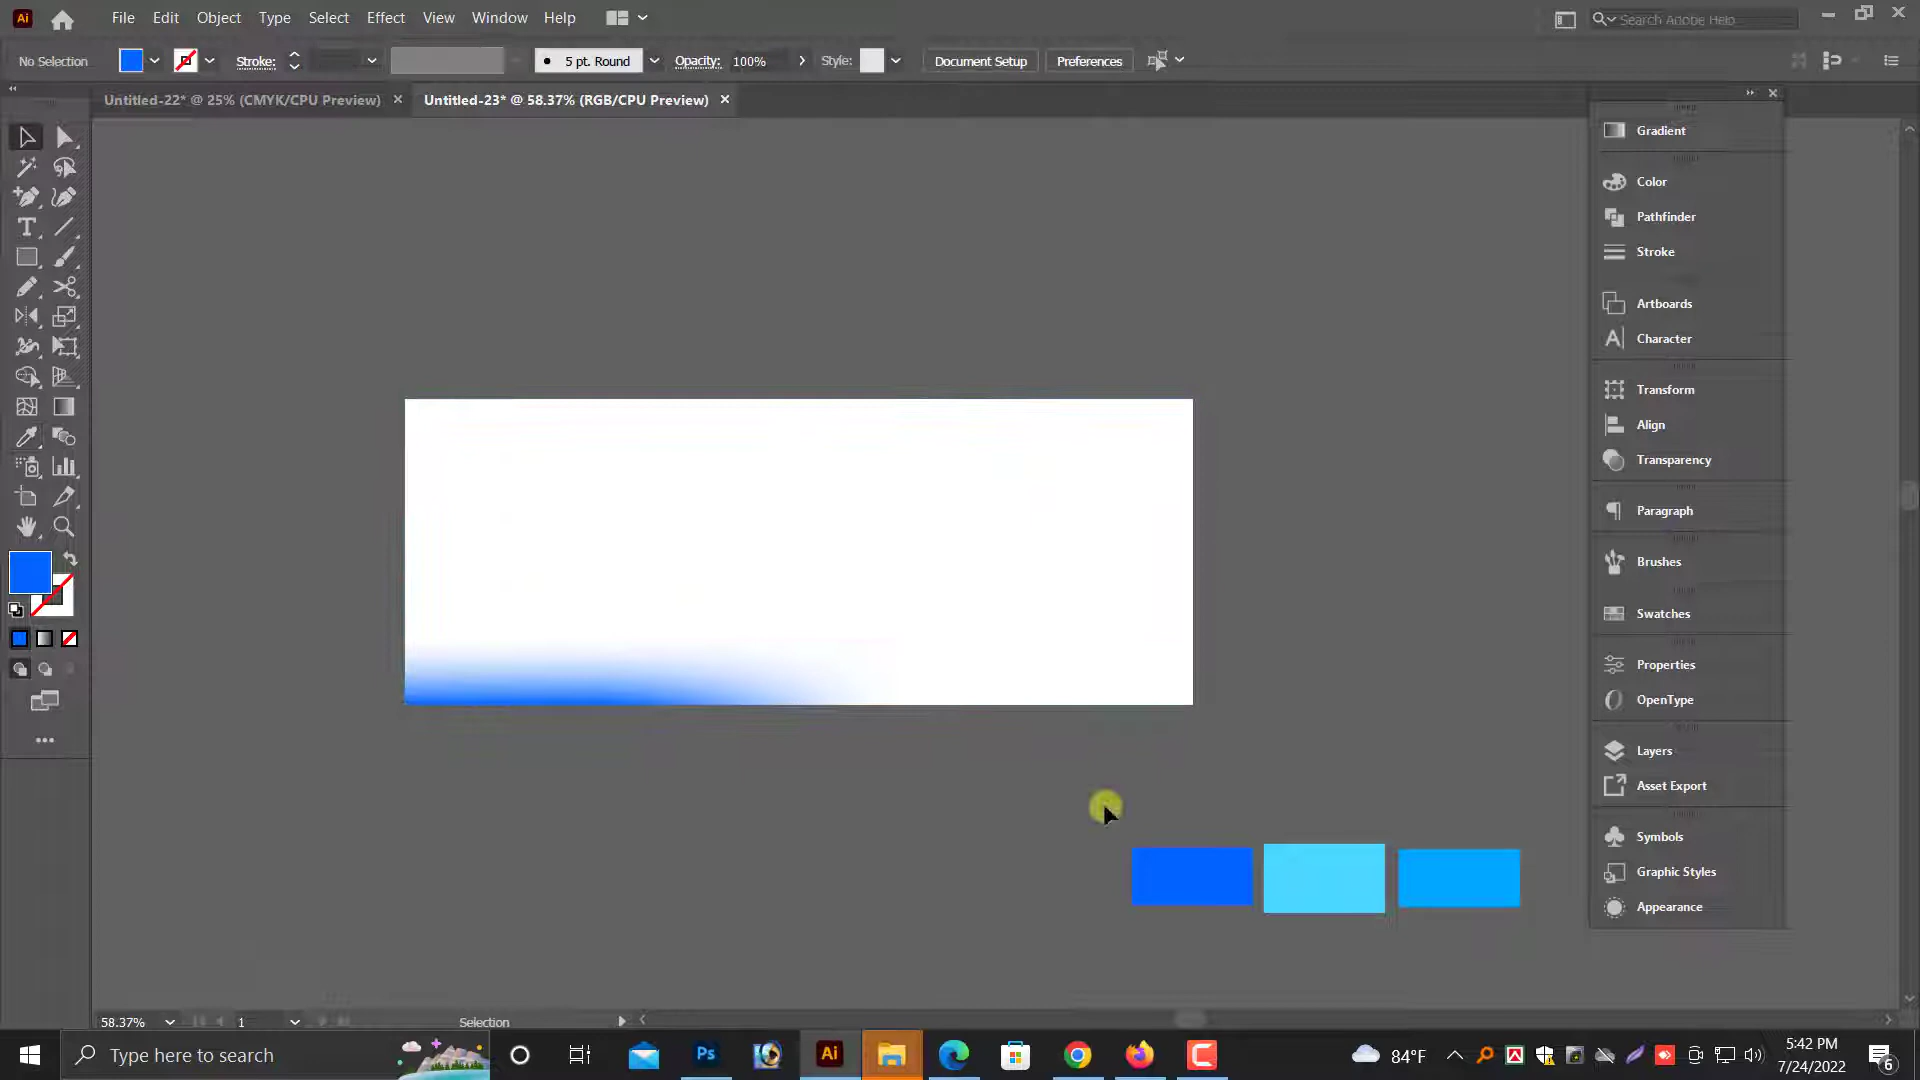 Ai File Edit Object Type Select Effect View Window Help Search Adobe Help
No Selection Stroke: 5 pt. Round Opacity: 100% Style: Document Setup Preferences
Untitled-22* @ 25% (CMYK/CPU Preview) Untitled-23* @ 58.37% (RGB/CPU Preview)
Gradient
Color
Pathfinder
Stroke
Artboards
Character
Transform
Align
Transparency
Paragraph
Brushes
Swatches
Properties
OpenType
Layers
Asset Export
Symbols
Graphic Styles
Appearance
58.37% 1 Selection
Type here to search Ps Ai 84°F 5:42 PM
7/24/2022
6